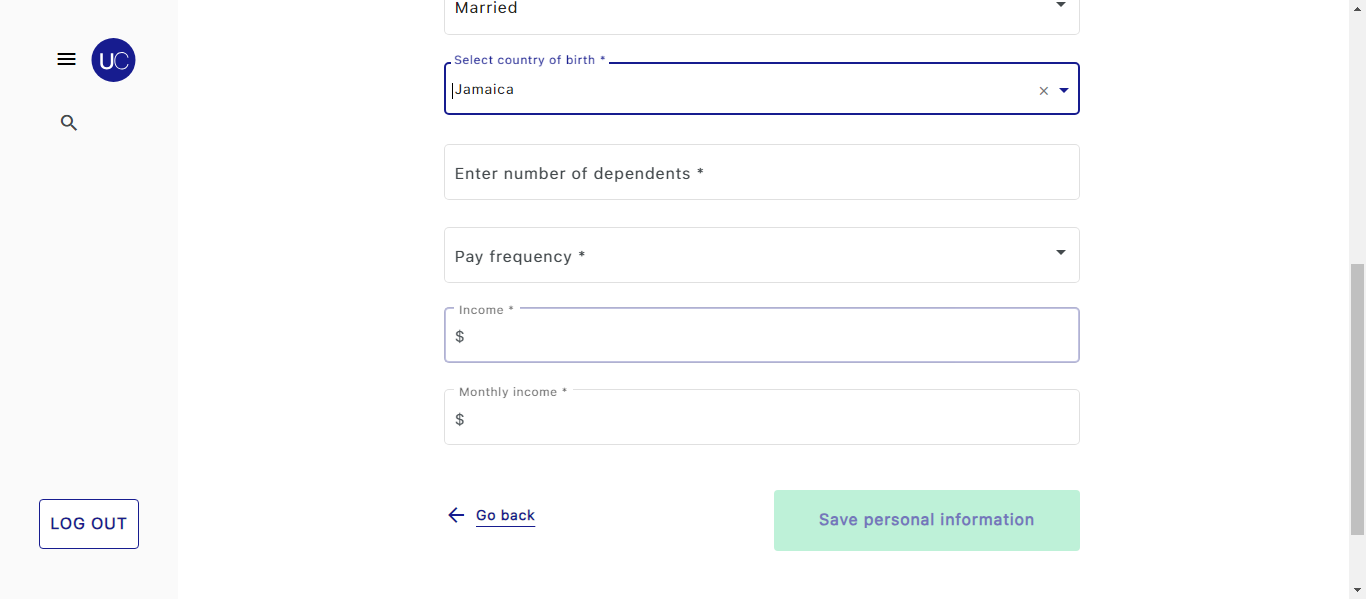 Married
UC
Select country of birth *
Jamaica
Enter number of dependents *
Pay frequency *
Income *
$
Monthly income *
$
LOG OUT
Go back
Save personal information